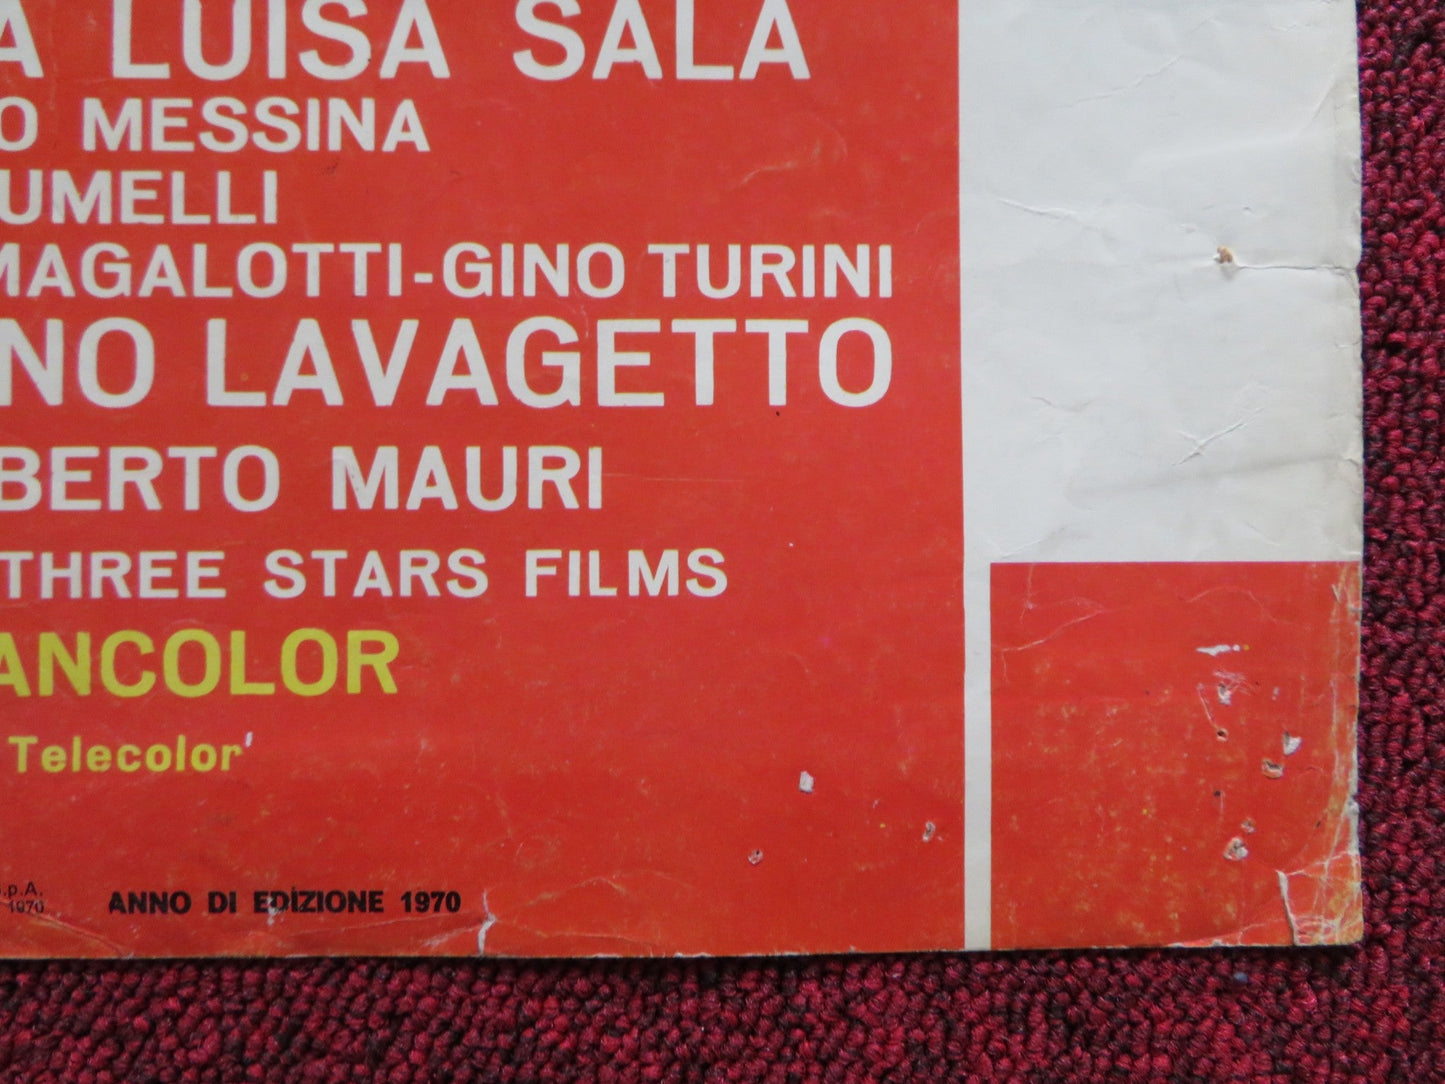 A LUISA SALA
O MESSINA
UMELLI
MAGALOTTI-GINO TURINI
NO LAVAGETTO
BERTO MAURI
THREE STARS FILMS
ANCOLOR
Telecolor
.p.A.
1970
ANNO DI EDIZIONE 1970